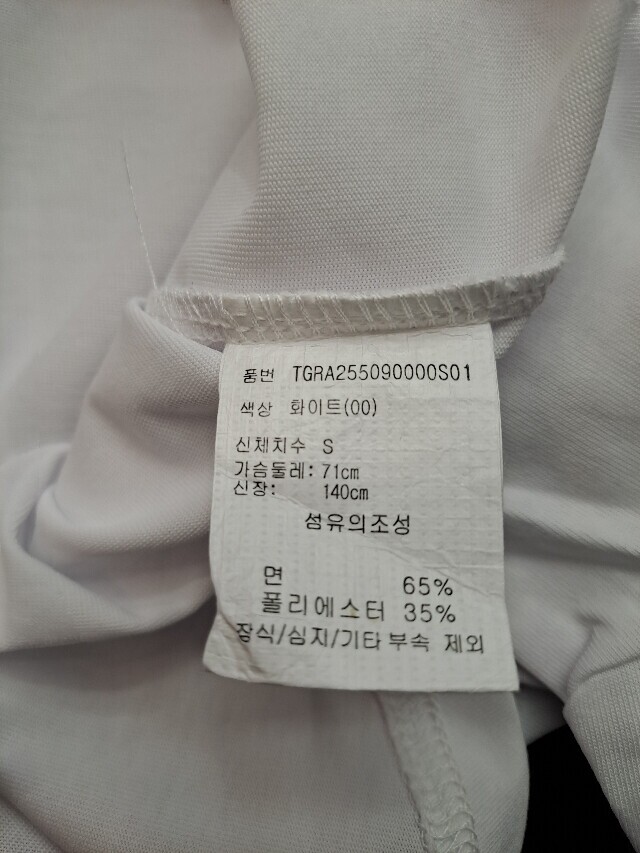 품번 TGRA255090000S01
색상 화이트(00)
신체치수 S
가슴둘레: 71cm
신장: 140cm
섬유의조성
면 65%
폴리에스터 35%
장식/심지/기타 부속 제외